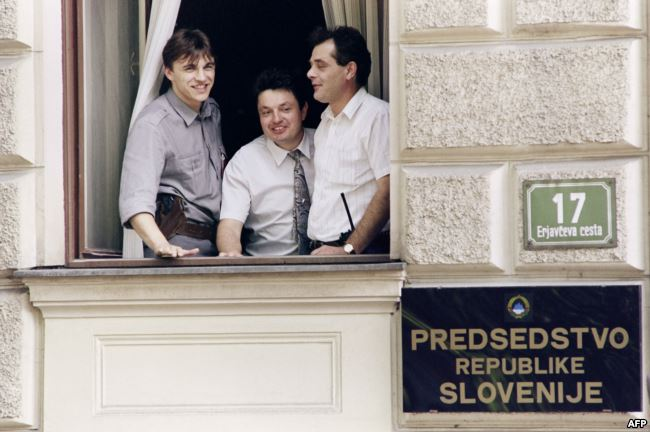 17
Erjavčeva cesta
PREDSEDSTVO
REPUBLIKE
SLOVENIJE
AFP